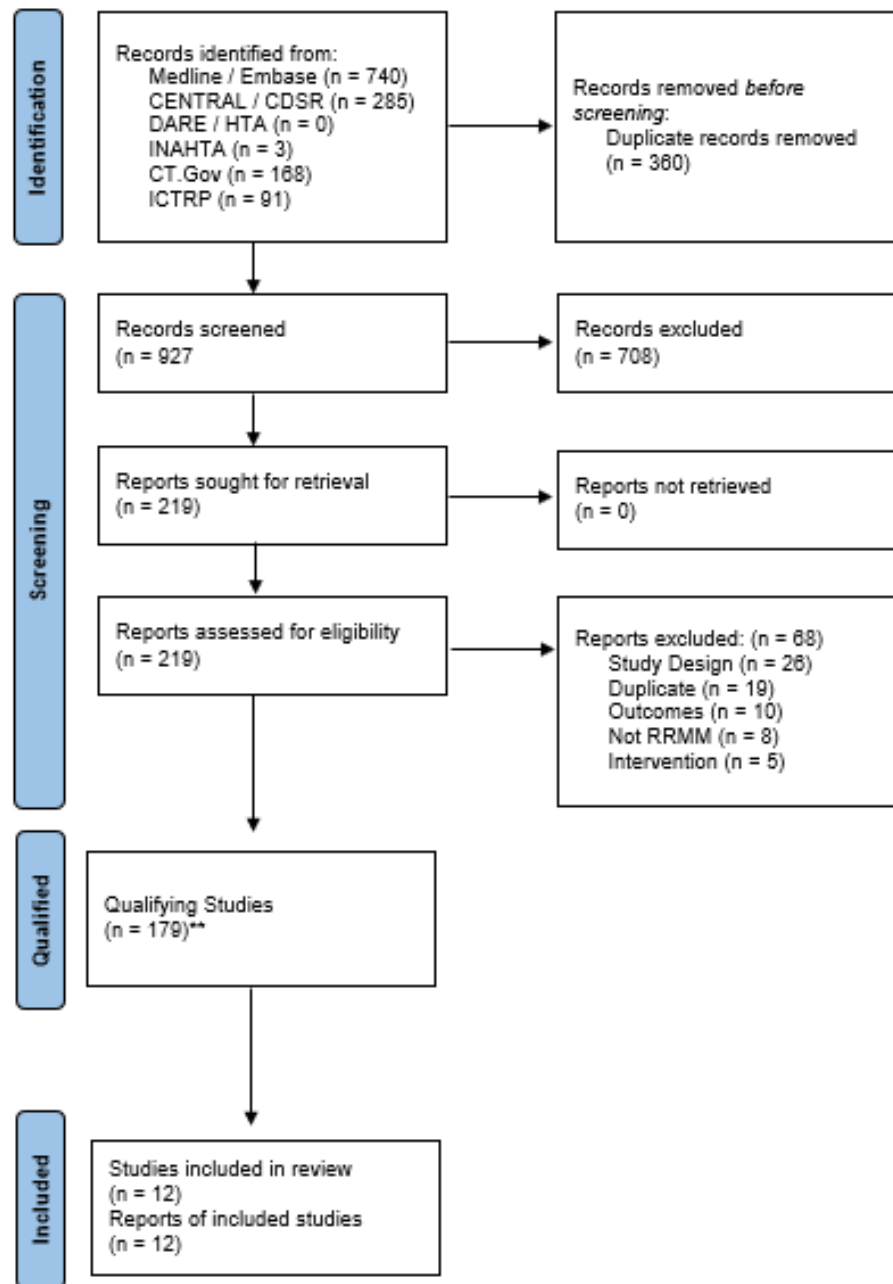 Identification
Records identified from:
Medline / Embase (n = 740)
CENTRAL / CDSR (n = 285)
DARE / HTA (n = 0)
INAHTA (n = 3)
CT.Gov (n = 168)
ICTRP (n = 91)
Records removed before
screening:
Duplicate records removed
(n = 360)
Screening
Records screened
(n = 927
Records excluded
(n = 708)
Reports sought for retrieval
(n = 219)
Reports not retrieved
(n = 0)
Reports assessed for eligibility
(n = 219)
Reports excluded: (n = 68)
Study Design (n = 26)
Duplicate (n = 19)
Outcomes (n = 10)
Not RRMM (n = 8)
Intervention (n = 5)
Qualified
Qualifying Studies
(n = 179)**
Included
Studies included in review
(n = 12)
Reports of included studies
(n = 12)